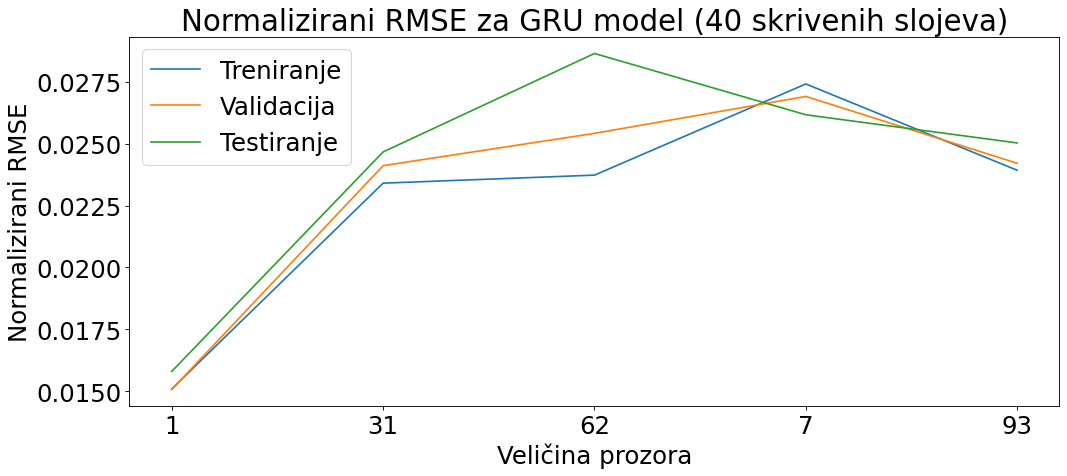 Normalizirani RMSE za GRU model (40 skrivenih slojeva)
Treniranje
Validacija
Testiranje
Normalizirani RMSE
0.0275
0.0250
0.0225
0.0200
0.0175
0.0150
1 31 62 7 93
Veličina prozora